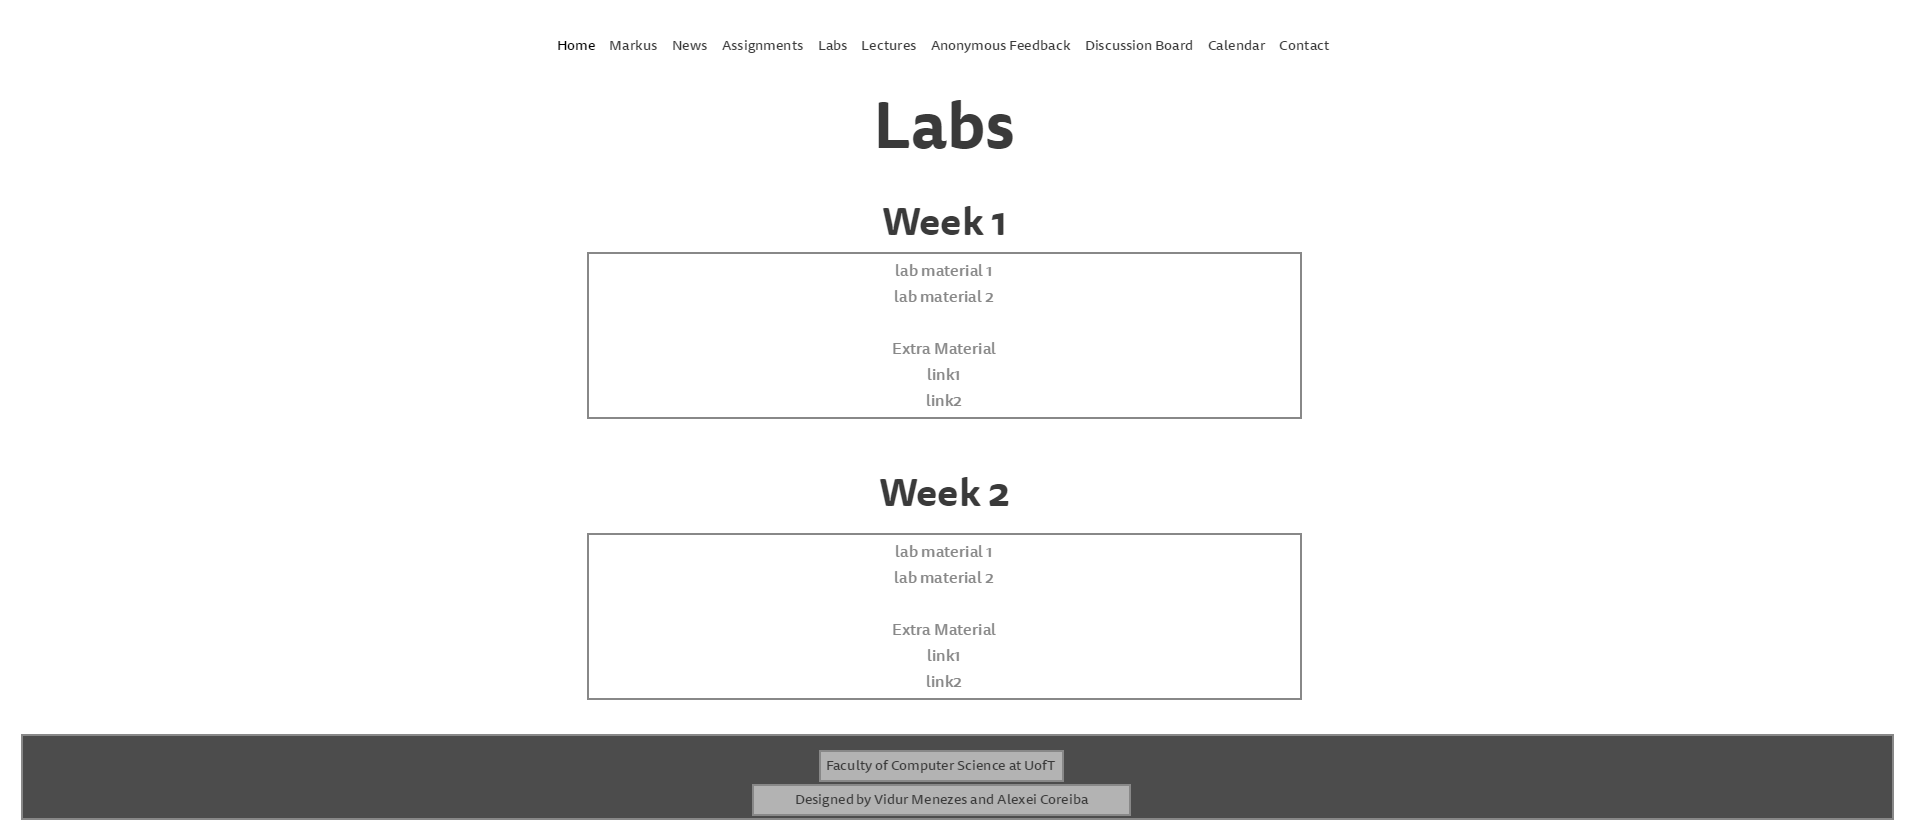 Home Markus News Assignments Labs Lectures Anonymous Feedback Discussion Board Calendar Contact
Labs
Week 1
lab material 1
lab material 2
Extra Material
link1
link2
Week 2
lab material 1
lab material 2
Extra Material
link1
link2
Faculty of Computer Science at UofT
Designed by Vidur Menezes and Alexei Coreiba